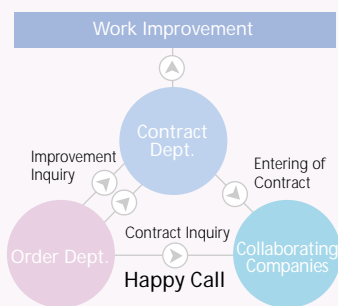 Work Improvement
Contract
Dept.
Improvement
Inquiry
Entering of
Contract
Contract Inquiry
Order Dept.
Collaborating
Companies
Happy Call